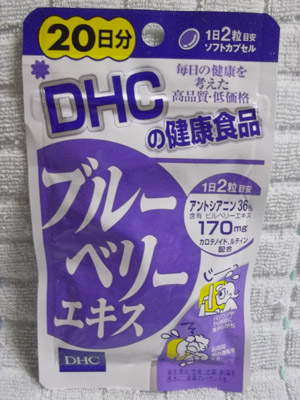 20日分
1日2粒目安
ソフトカプセル
毎日の健康を
考えた
高品質・低価格
DHC
の健康食品
ブルー
ベリー
エキス
1日2粒目安
アントシアニン36%
含有 ビルベリーエキス
170mg
カロテノイド、ルテイン
配合
じーっ
DHC